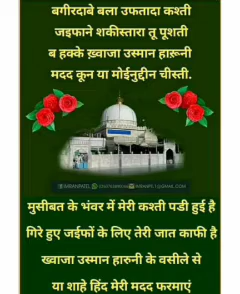 बगीरदाबे बला उफतादा कश्ती
जइफाने शकीस्तारा तू पूश्ती
ब हक्के ख़्वाजा उस्मान हारूनी
मदद कून या मोईनुद्दीन चीस्ती.
मुसीबत के भंवर में मेरी कश्ती पडी हुई है
गिरे हुए जईफों के लिए तेरी जात काफी है
ख्वाजा उस्मान हारुनी के वसीले से
या शाहे हिंद मेरी मदद फरमाएं